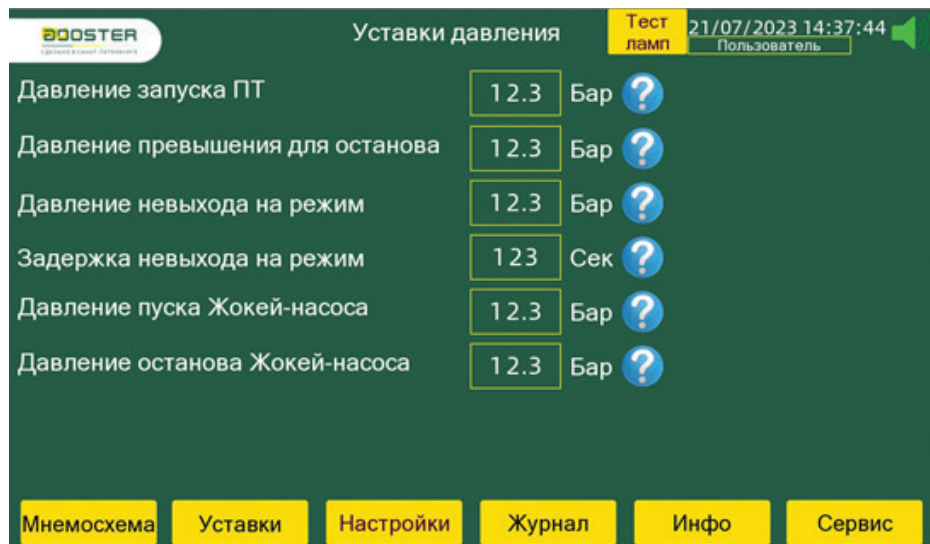 BOOSTER
СДЕЛАНО В САНКТ-ПЕТЕРБУРГЕ
Уставки давления
Тест
ламп
21/07/2023 14:37:44
Пользователь
Давление запуска ПТ 12.3 Бар ?
Давление превышения для останова 12.3 Бар ?
Давление невыхода на режим 12.3 Бар ?
Задержка невыхода на режим 123 Сек ?
Давление пуска Жокей-насоса 12.3 Бар ?
Давление останова Жокей-насоса 12.3 Бар ?
Мнемосхема Уставки Настройки Журнал Инфо Сервис